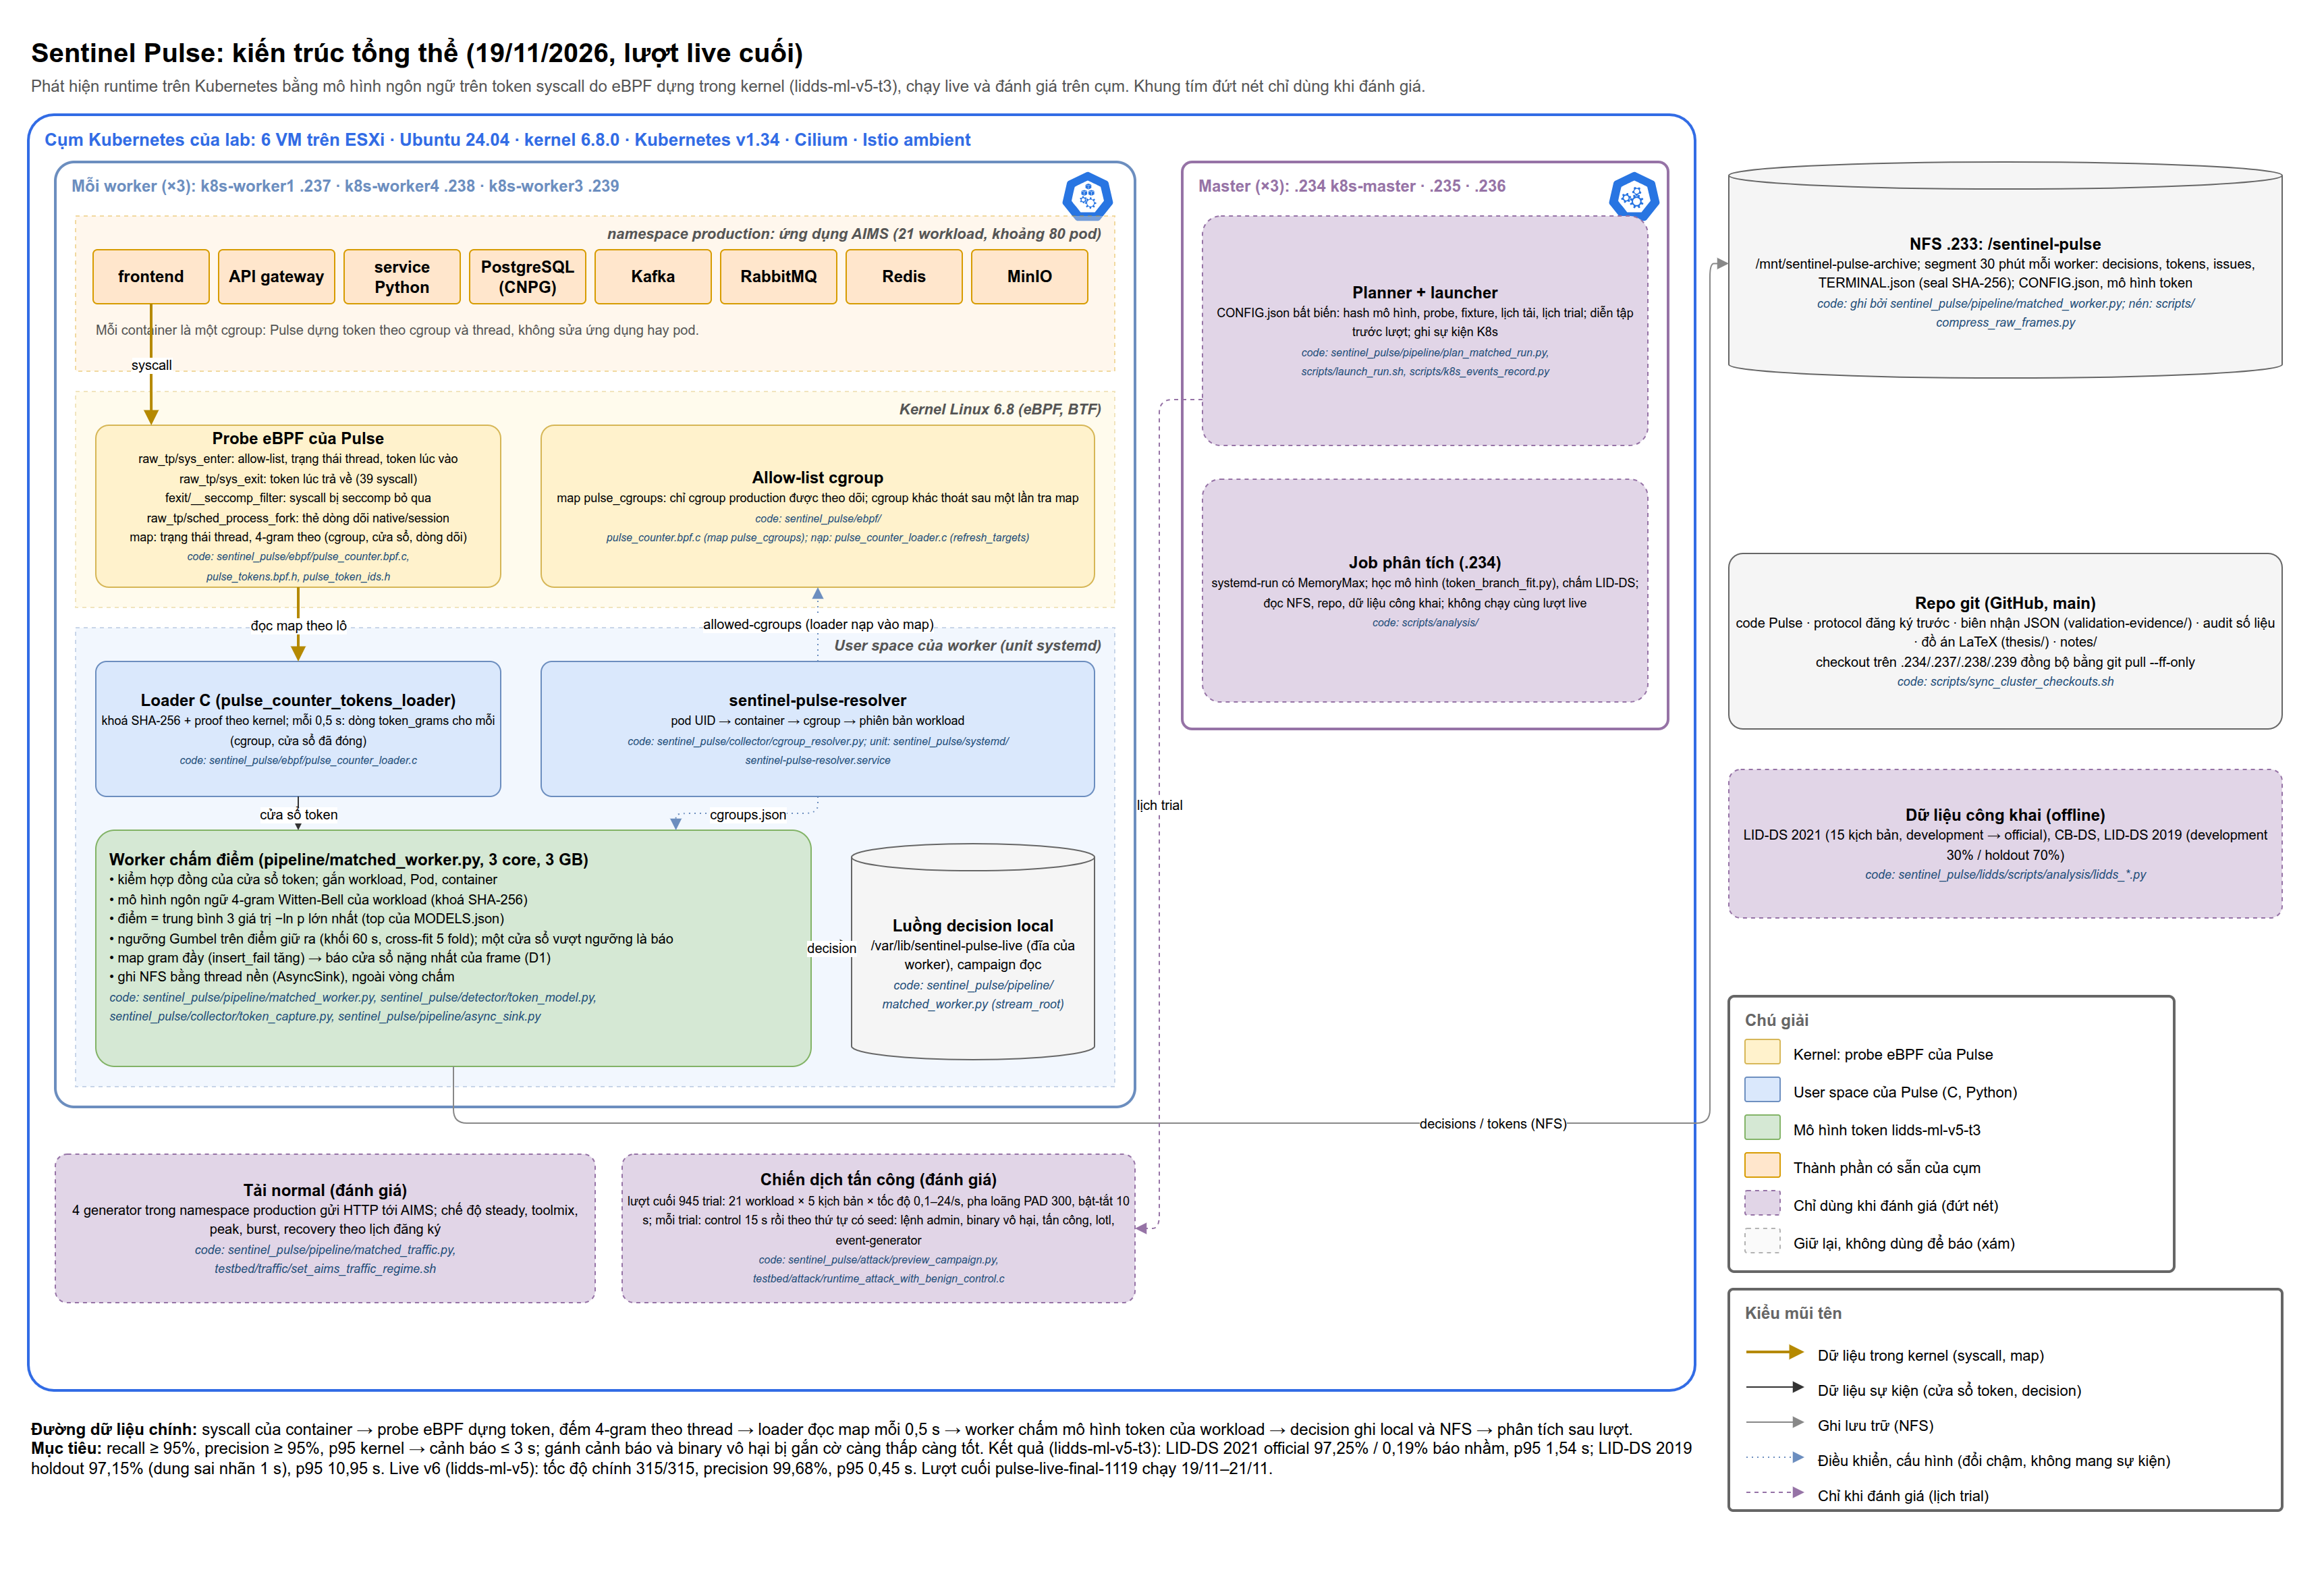 Sentinel Pulse: kiến trúc tổng thể (19/11/2026, lượt live cuối)
Phát hiện runtime trên Kubernetes bằng mô hình ngôn ngữ trên token syscall do eBPF dựng trong kernel (lidds-ml-v5-t3), chạy live và đánh giá trên cụm. Khung tím đứt nét chỉ dùng khi đánh giá.
Cụm Kubernetes của lab: 6 VM trên ESXi · Ubuntu 24.04 · kernel 6.8.0 · Kubernetes v1.34 · Cilium · Istio ambient
Mỗi worker (×3): k8s-worker1 .237 · k8s-worker4 .238 · k8s-worker3 .239
namespace production: ứng dụng AIMS (21 workload, khoảng 80 pod)
frontend
API gateway
service
Python
PostgreSQL
(CNPG)
Kafka
RabbitMQ
Redis
MinIO
Mỗi container là một cgroup: Pulse dựng token theo cgroup và thread, không sửa ứng dụng hay pod.
syscall
Kernel Linux 6.8 (eBPF, BTF)
Probe eBPF của Pulse
raw_tp/sys_enter: allow-list, trạng thái thread, token lúc vào
raw_tp/sys_exit: token lúc trả về (39 syscall)
fexit/__seccomp_filter: syscall bị seccomp bỏ qua
raw_tp/sched_process_fork: thẻ dòng dõi native/session
map: trạng thái thread, 4-gram theo (cgroup, cửa sổ, dòng dõi)
code: sentinel_pulse/ebpf/pulse_counter.bpf.c,
pulse_tokens.bpf.h, pulse_token_ids.h
Allow-list cgroup
map pulse_cgroups: chỉ cgroup production được theo dõi; cgroup khác thoát sau một lần tra map
code: sentinel_pulse/ebpf/
pulse_counter.bpf.c (map pulse_cgroups); nạp: pulse_counter_loader.c (refresh_targets)
đọc map theo lô
allowed-cgroups (loader nạp vào map)
User space của worker (unit systemd)
Loader C (pulse_counter_tokens_loader)
khoá SHA-256 + proof theo kernel; mỗi 0,5 s: dòng token_grams cho mỗi
(cgroup, cửa sổ đã đóng)
code: sentinel_pulse/ebpf/pulse_counter_loader.c
sentinel-pulse-resolver
pod UID → container → cgroup → phiên bản workload
code: sentinel_pulse/collector/cgroup_resolver.py; unit: sentinel_pulse/systemd/
sentinel-pulse-resolver.service
cửa sổ token
cgroups.json
Worker chấm điểm (pipeline/matched_worker.py, 3 core, 3 GB)
• kiểm hợp đồng của cửa sổ token; gắn workload, Pod, container
• mô hình ngôn ngữ 4-gram Witten-Bell của workload (khoá SHA-256)
• điểm = trung bình 3 giá trị −ln p lớn nhất (top của MODELS.json)
• ngưỡng Gumbel trên điểm giữ ra (khối 60 s, cross-fit 5 fold); một cửa sổ vượt ngưỡng là báo
• map gram đầy (insert_fail tăng) → báo cửa sổ nặng nhất của frame (D1)
• ghi NFS bằng thread nền (AsyncSink), ngoài vòng chấm
code: sentinel_pulse/pipeline/matched_worker.py, sentinel_pulse/detector/token_model.py,
sentinel_pulse/collector/token_capture.py, sentinel_pulse/pipeline/async_sink.py
decision
Luồng decision local
/var/lib/sentinel-pulse-live (đĩa của
worker), campaign đọc
code: sentinel_pulse/pipeline/
matched_worker.py (stream_root)
Master (×3): .234 k8s-master · .235 · .236
Planner + launcher
CONFIG.json bất biến: hash mô hình, probe, fixture, lịch tải, lịch trial; diễn tập
trước lượt; ghi sự kiện K8s
code: sentinel_pulse/pipeline/plan_matched_run.py,
scripts/launch_run.sh, scripts/k8s_events_record.py
Job phân tích (.234)
systemd-run có MemoryMax; học mô hình (token_branch_fit.py), chấm LID-DS;
đọc NFS, repo, dữ liệu công khai; không chạy cùng lượt live
code: scripts/analysis/
lịch trial
decisions / tokens (NFS)
Tải normal (đánh giá)
4 generator trong namespace production gửi HTTP tới AIMS; chế độ steady, toolmix,
peak, burst, recovery theo lịch đăng ký
code: sentinel_pulse/pipeline/matched_traffic.py,
testbed/traffic/set_aims_traffic_regime.sh
Chiến dịch tấn công (đánh giá)
lượt cuối 945 trial: 21 workload × 5 kịch bản × tốc độ 0,1–24/s, pha loãng PAD 300, bật-tắt 10
s; mỗi trial: control 15 s rồi theo thứ tự có seed: lệnh admin, binary vô hại, tấn công, lotl,
event-generator
code: sentinel_pulse/attack/preview_campaign.py,
testbed/attack/runtime_attack_with_benign_control.c
NFS .233: /sentinel-pulse
/mnt/sentinel-pulse-archive; segment 30 phút mỗi worker: decisions, tokens, issues,
TERMINAL.json (seal SHA-256); CONFIG.json, mô hình token
code: ghi bởi sentinel_pulse/pipeline/matched_worker.py; nén: scripts/
compress_raw_frames.py
Repo git (GitHub, main)
code Pulse · protocol đăng ký trước · biên nhận JSON (validation-evidence/) · audit số liệu
· đồ án LaTeX (thesis/) · notes/
checkout trên .234/.237/.238/.239 đồng bộ bằng git pull --ff-only
code: scripts/sync_cluster_checkouts.sh
Dữ liệu công khai (offline)
LID-DS 2021 (15 kịch bản, development → official), CB-DS, LID-DS 2019 (development
30% / holdout 70%)
code: sentinel_pulse/lidds/scripts/analysis/lidds_*.py
Chú giải
Kernel: probe eBPF của Pulse
User space của Pulse (C, Python)
Mô hình token lidds-ml-v5-t3
Thành phần có sẵn của cụm
Chỉ dùng khi đánh giá (đứt nét)
Giữ lại, không dùng để báo (xám)
Kiểu mũi tên
Dữ liệu trong kernel (syscall, map)
Dữ liệu sự kiện (cửa sổ token, decision)
Ghi lưu trữ (NFS)
Điều khiển, cấu hình (đổi chậm, không mang sự kiện)
Chỉ khi đánh giá (lịch trial)
Đường dữ liệu chính: syscall của container → probe eBPF dựng token, đếm 4-gram theo thread → loader đọc map mỗi 0,5 s → worker chấm mô hình token của workload → decision ghi local và NFS → phân tích sau lượt.
Mục tiêu: recall ≥ 95%, precision ≥ 95%, p95 kernel → cảnh báo ≤ 3 s; gánh cảnh báo và binary vô hại bị gắn cờ càng thấp càng tốt. Kết quả (lidds-ml-v5-t3): LID-DS 2021 official 97,25% / 0,19% báo nhầm, p95 1,54 s; LID-DS 2019
holdout 97,15% (dung sai nhãn 1 s), p95 10,95 s. Live v6 (lidds-ml-v5): tốc độ chính 315/315, precision 99,68%, p95 0,45 s. Lượt cuối pulse-live-final-1119 chạy 19/11–21/11.